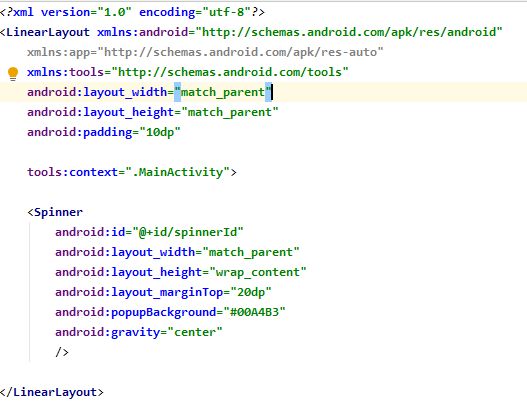 <?xml version="1.0" encoding="utf-8"?>
<LinearLayout xmlns:android="http://schemas.android.com/apk/res/android"
    xmlns:app="http://schemas.android.com/apk/res-auto"
    xmlns:tools="http://schemas.android.com/tools"
    android:layout_width="match_parent"
    android:layout_height="match_parent"
    android:padding="10dp"

    tools:context=".MainActivity">

    <Spinner
        android:id="@+id/spinnerId"
        android:layout_width="match_parent"
        android:layout_height="wrap_content"
        android:layout_marginTop="20dp"
        android:popupBackground="#00A4B3"
        android:gravity="center"
        />

</LinearLayout>